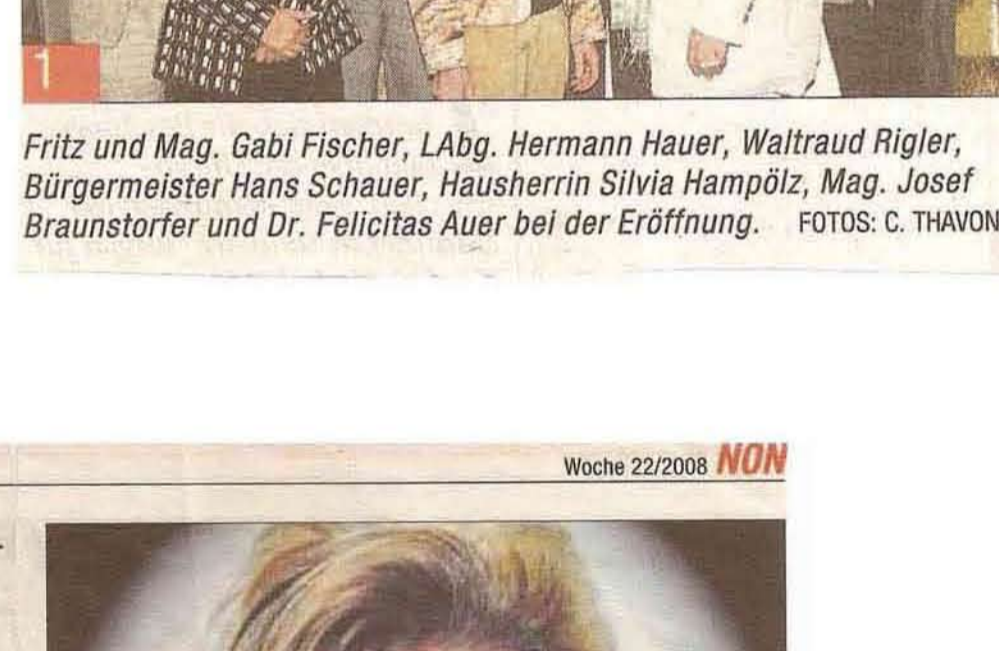 1
Fritz und Mag. Gabi Fischer, LAbg. Hermann Hauer, Waltraud Rigler,
Bürgermeister Hans Schauer, Hausherrin Silvia Hampölz, Mag. Josef
Braunstorfer und Dr. Felicitas Auer bei der Eröffnung. FOTOS: C. THAVON
Woche 22/2008 NÖN